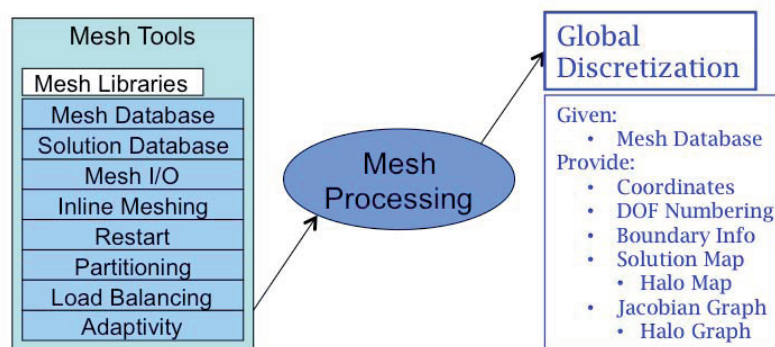 Mesh Tools
Mesh Libraries
Mesh Database
Solution Database
Mesh I/O
Inline Meshing
Restart
Partitioning
Load Balancing
Adaptivity
Mesh
Processing
Global
Discretization
Given:
• Mesh Database
Provide:
• Coordinates
• DOF Numbering
• Boundary Info
• Solution Map
• Halo Map
• Jacobian Graph
• Halo Graph